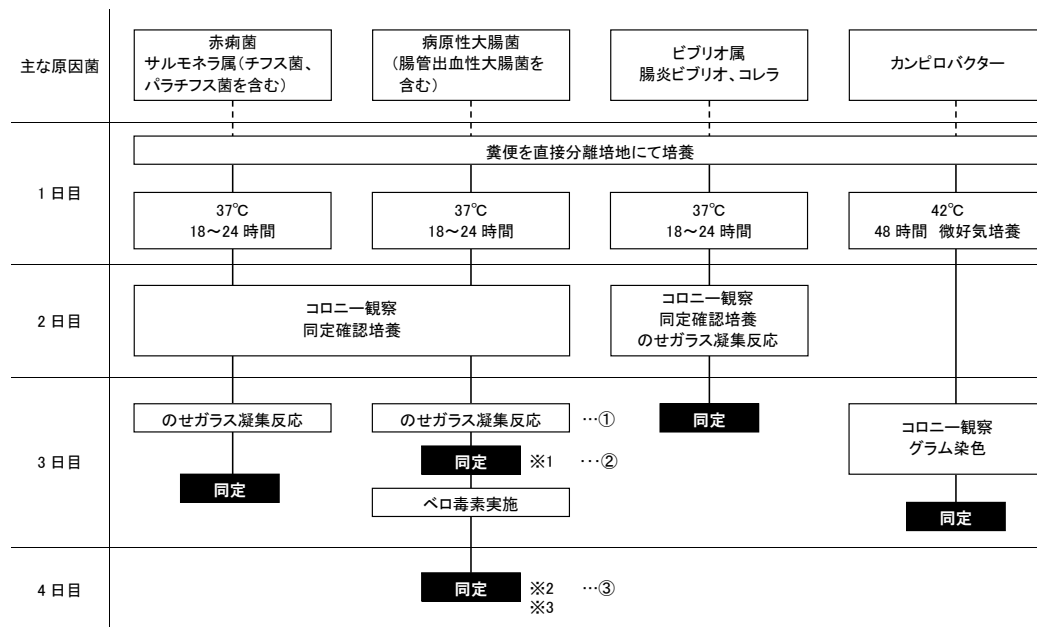 主な原因菌
赤痢菌
サルモネラ属(チフス菌、
パラチフス菌を含む)
病原性大腸菌
(腸管出血性大腸菌を
含む)
ビブリオ属
腸炎ビブリオ、コレラ
カンピロバクター
1日目
糞便を直接分離培地にて培養
37℃
18~24 時間
37℃
18~24 時間
37℃
18~24 時間
42℃
48 時間 微好気培養
2日目
コロニー観察
同定確認培養
コロニー観察
同定確認培養
のせガラス凝集反応
3日目
のせガラス凝集反応
同定
のせガラス凝集反応 …①
同定 ※1 …②
ベロ毒素実施
同定
コロニー観察
グラム染色
同定
4日目
同定 ※2 …③
※3